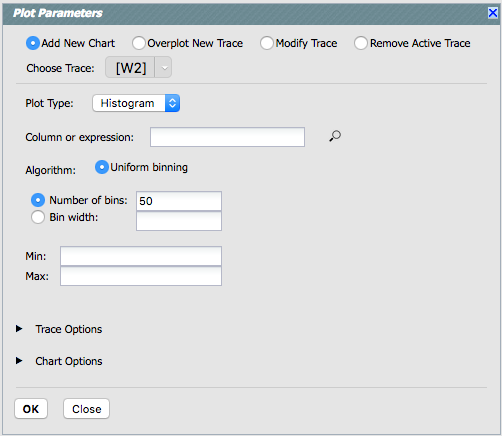 Plot Parameters
Add New Chart Overplot New Trace Modify Trace Remove Active Trace
Choose Trace: [W2]
Plot Type: Histogram
Column or expression:
Algorithm: Uniform binning
Number of bins: 50
Bin width:
Min:
Max:
Trace Options
Chart Options
OK Close